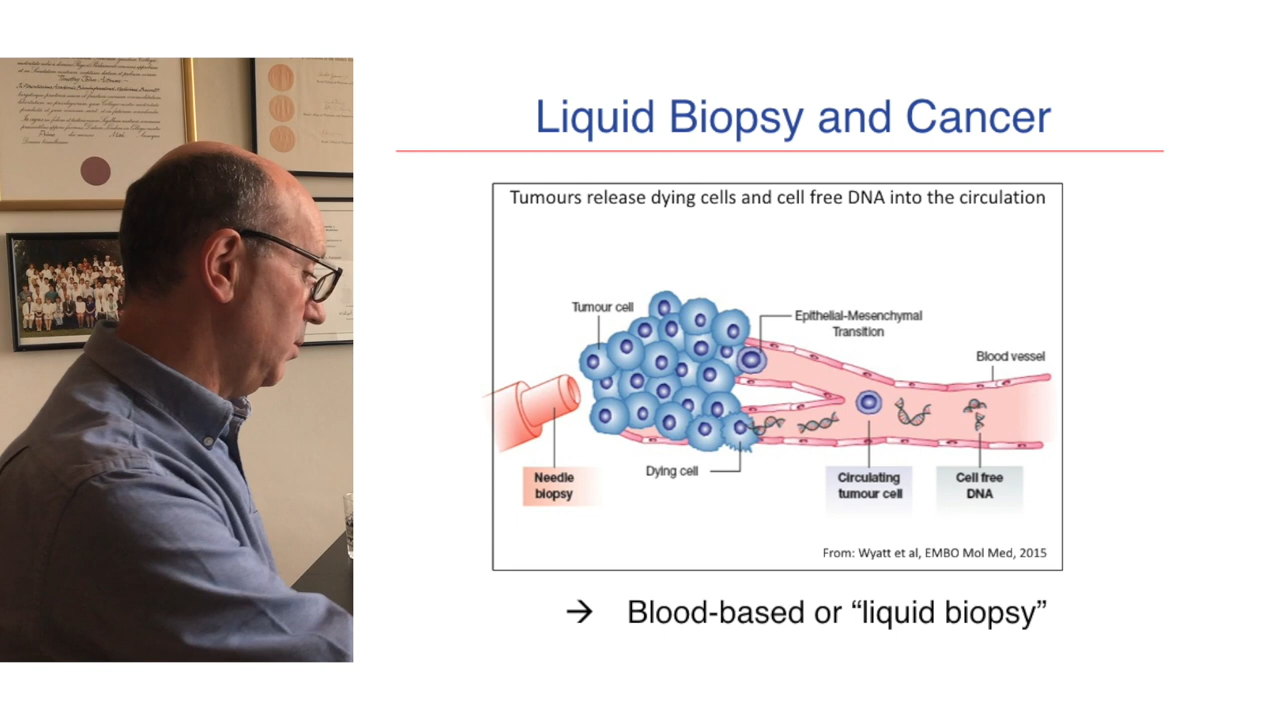 Liquid Biopsy and Cancer
Tumours release dying cells and cell free DNA into the circulation
Tumour cell
Epithelial-Mesenchymal
Transition
Blood vessel
Dying cell
Needle
biopsy
Circulating
tumour cell
Cell free
DNA
From: Wyatt et al, EMBO Mol Med, 2015
→ Blood-based or “liquid biopsy”